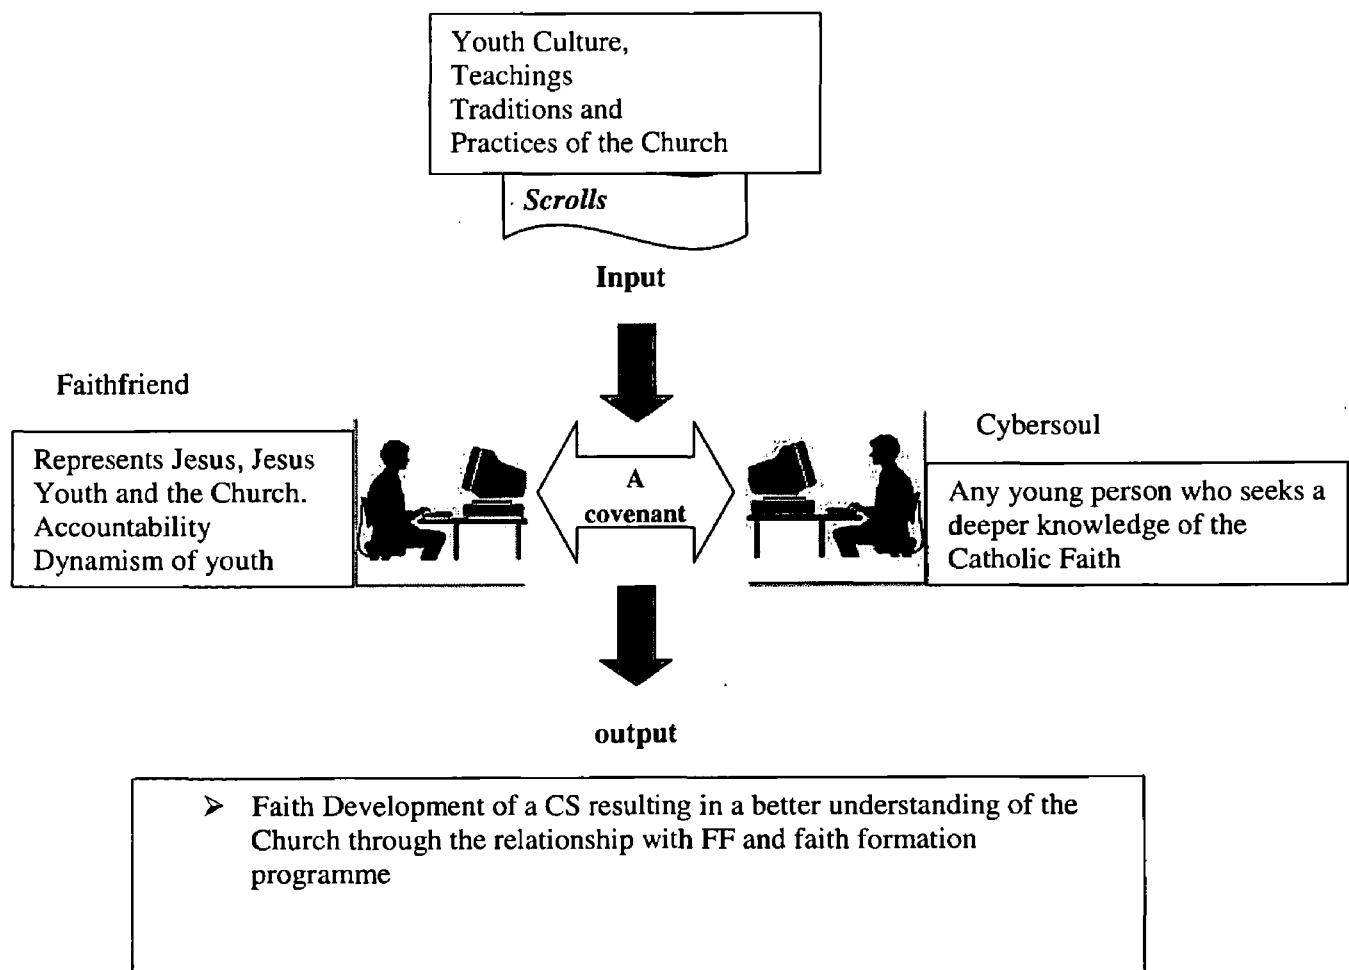 Youth Culture,
Teachings
Traditions and
Practices of the Church
Scrolls
Input
Faithfriend
Represents Jesus, Jesus
Youth and the Church.
Accountability
Dynamism of youth
A
covenant
Cybersoul
Any young person who seeks a
deeper knowledge of the
Catholic Faith
output
➢ Faith Development of a CS resulting in a better understanding of the
Church through the relationship with FF and faith formation
programme